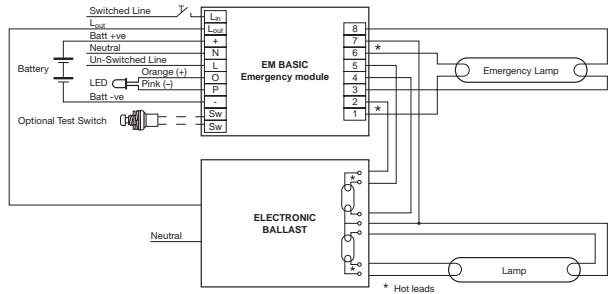 Switched Line
Lin
Lout
Lout
Batt +ve
+
Neutral
N
Un-Switched Line
L
Battery
Orange (+)
O
LED
Pink (–)
P
Batt -ve
-
Optional Test Switch
Sw
Sw
EM BASIC
Emergency module
8
7
6
*
5
4
3
2
1
*
Emergency Lamp
ELECTRONIC
BALLAST
Neutral
*
*
Lamp
* Hot leads